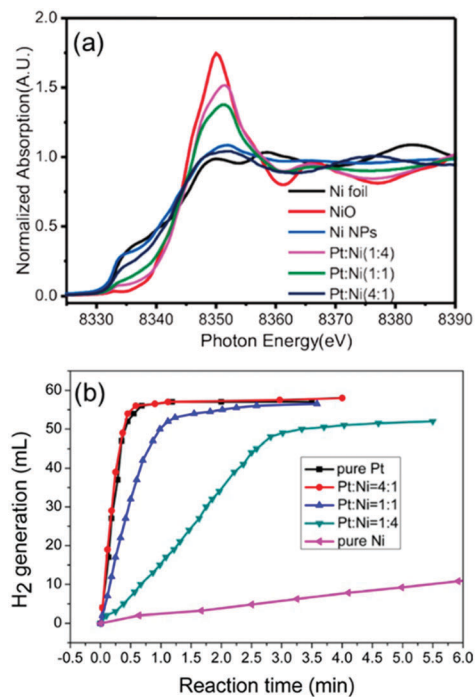 (a)
Normalized Absorption(A.U.)
2.0
1.5
1.0
0.5
0.0
Ni foil
NiO
Ni NPs
Pt:Ni(1:4)
Pt:Ni(1:1)
Pt:Ni(4:1)
8330 8340 8350 8360 8370 8380 8390
Photon Energy(eV)
(b)
H2 generation (mL)
60
50
40
30
20
10
0
pure Pt
Pt:Ni=4:1
Pt:Ni=1:1
Pt:Ni=1:4
pure Ni
-0.5 0.0 0.5 1.0 1.5 2.0 2.5 3.0 3.5 4.0 4.5 5.0 5.5 6.0
Reaction time (min)